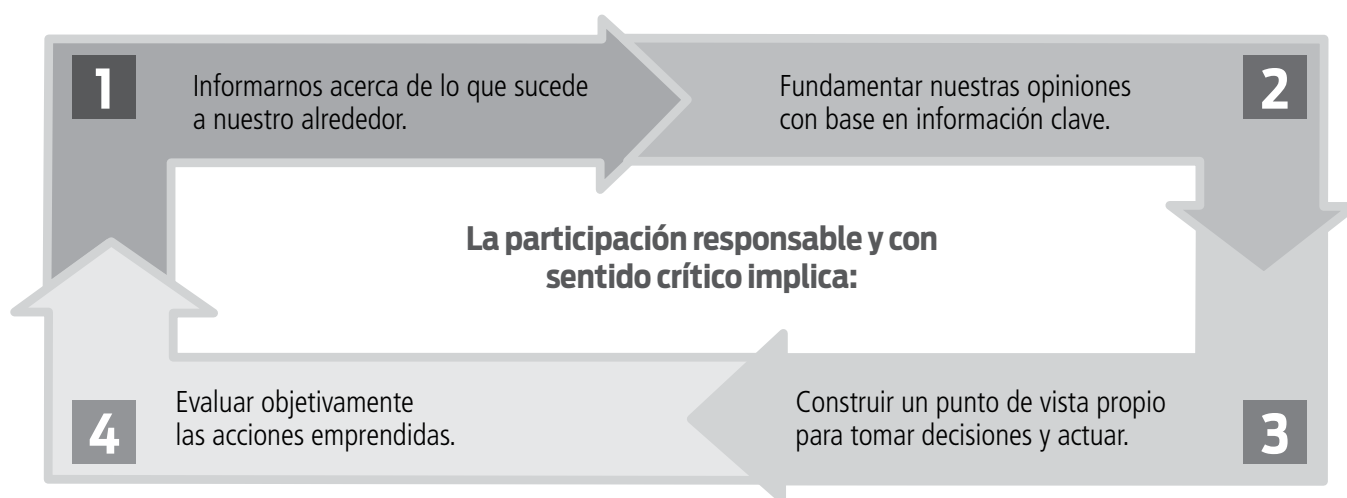 1
Informarnos acerca de lo que sucede
a nuestro alrededor.
Fundamentar nuestras opiniones
con base en información clave.
2
La participación responsable y con
sentido crítico implica:
4
Evaluar objetivamente
las acciones emprendidas.
Construir un punto de vista propio
para tomar decisiones y actuar.
3